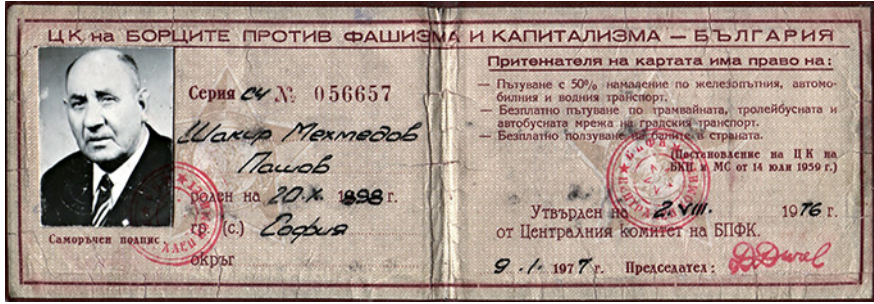 ЦК на БОРЦИТЕ ПРОТИВ ФАШИЗМА И КАПИТАЛИЗМА — БЪЛГАРИЯ
Серия СЧ № 056657
Шакир Мехмедов
Пашов
роден на 20.X. 1898 г.
гр. (с.) София
окръг
Саморъчен подпис
Притежателя на картата има право на:
— Пътуване с 50% намаление по железопътния, автомо-
билния и водния транспорт.
— Безплатно пътуване по трамвайната, тролейбусната и
автобусната мрежа на градския транспорт.
— Безплатно ползуване на баните в страната.
(Постановление на ЦК на
БКП и МС от 14 юли 1959 г.)
Утвърден на 2.VIII. 1976 г.
от Централния комитет на БПФК.
9.I. 1977 г. Председател: